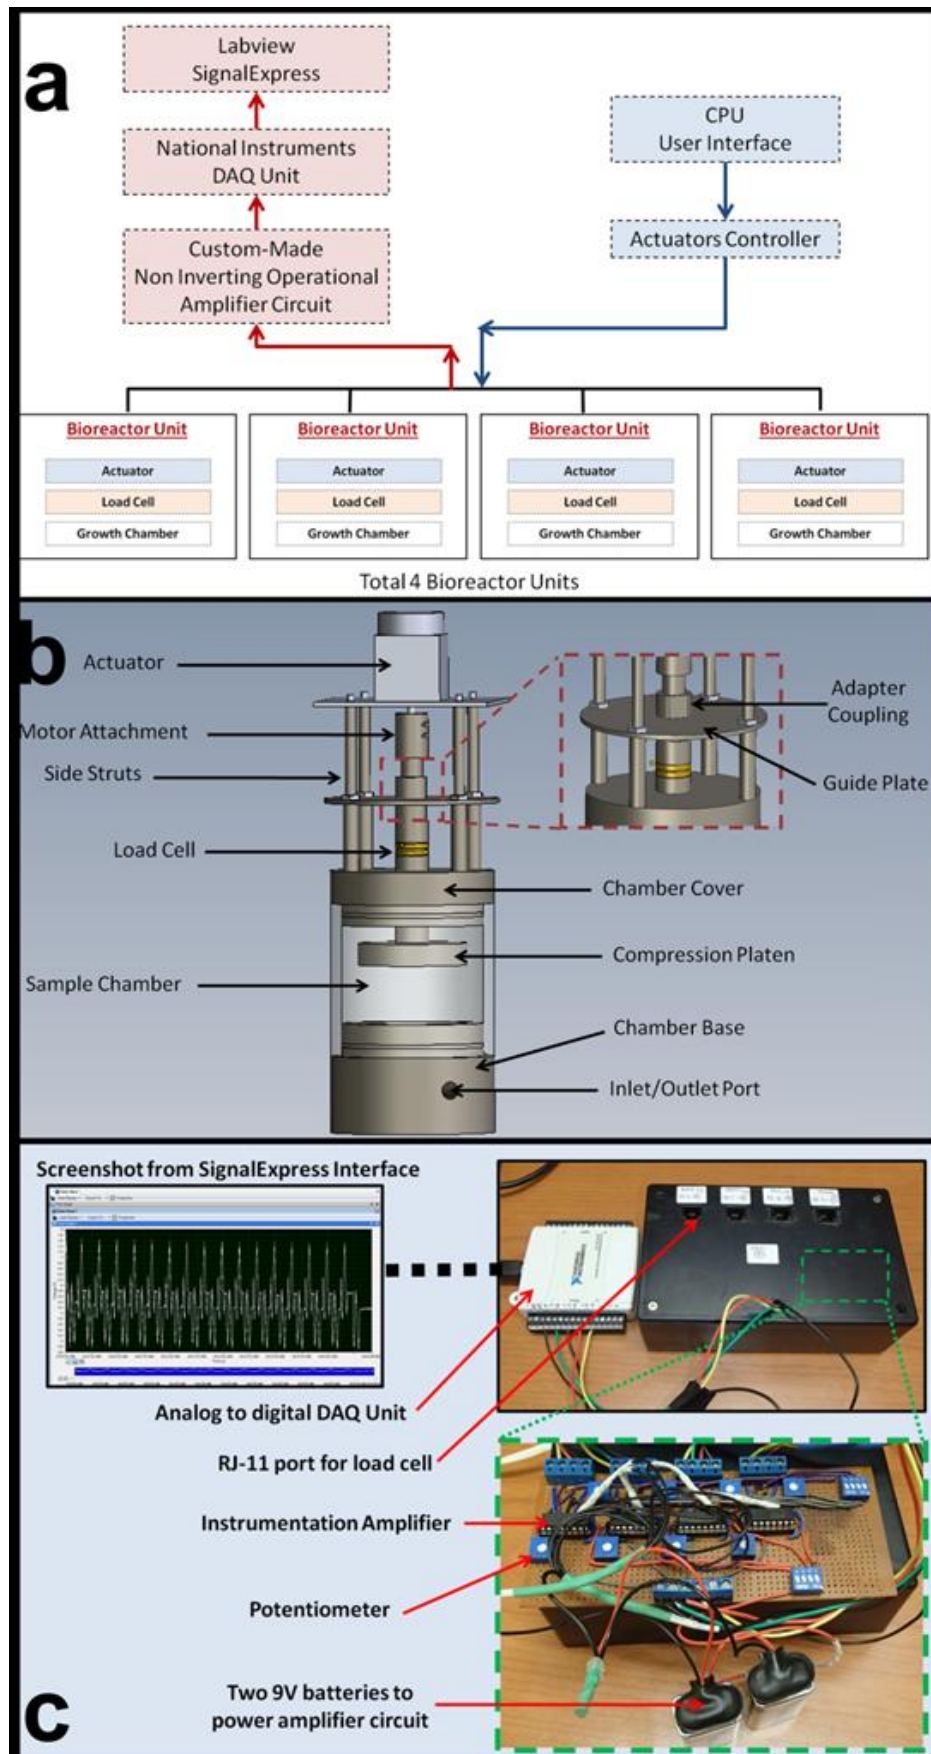 a
Labview
SignalExpress
National Instruments
DAQ Unit
Custom-Made
Non Inverting Operational
Amplifier Circuit
CPU
User Interface
Actuators Controller
Bioreactor Unit
Actuator
Load Cell
Growth Chamber
Bioreactor Unit
Actuator
Load Cell
Growth Chamber
Bioreactor Unit
Actuator
Load Cell
Growth Chamber
Bioreactor Unit
Actuator
Load Cell
Growth Chamber
Total 4 Bioreactor Units
b
Actuator
Motor Attachment
Side Struts
Load Cell
Sample Chamber
Adapter
Coupling
Guide Plate
Chamber Cover
Compression Platen
Chamber Base
Inlet/Outlet Port
Screenshot from SignalExpress Interface
Analog to digital DAQ Unit
RJ-11 port for load cell
Instrumentation Amplifier
Potentiometer
Two 9V batteries to
power amplifier circuit
c